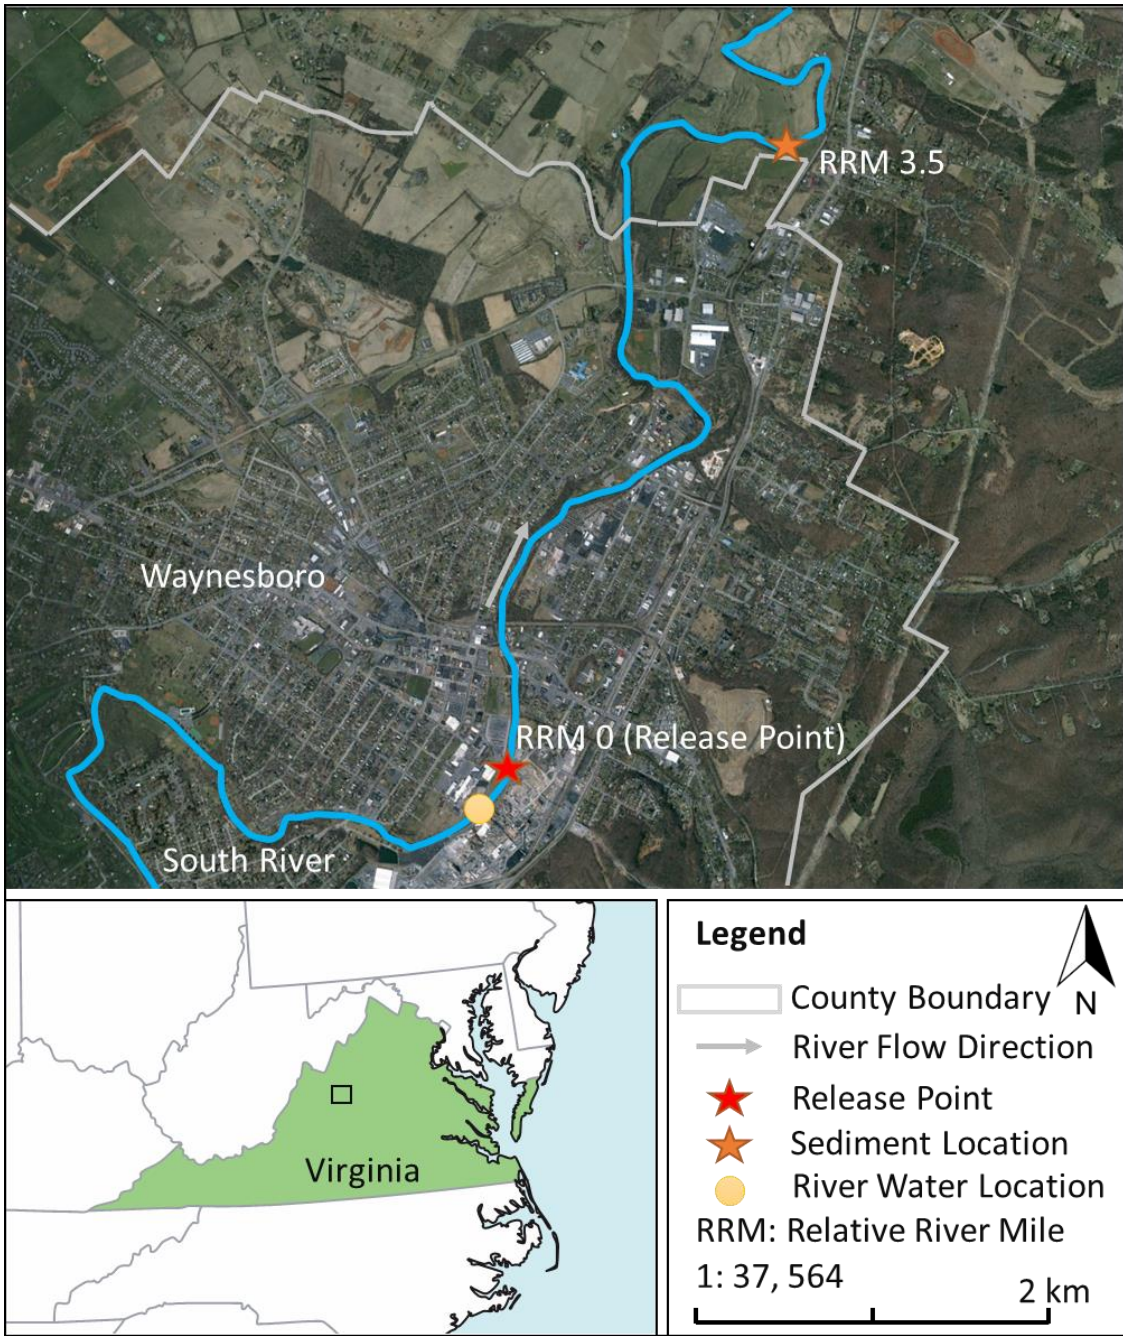 RRM 3.5
Waynesboro
RRM 0 (Release Point)
South River
Virginia
Legend
N
County Boundary
River Flow Direction
Release Point
Sediment Location
River Water Location
RRM: Relative River Mile
1: 37, 564
2 km